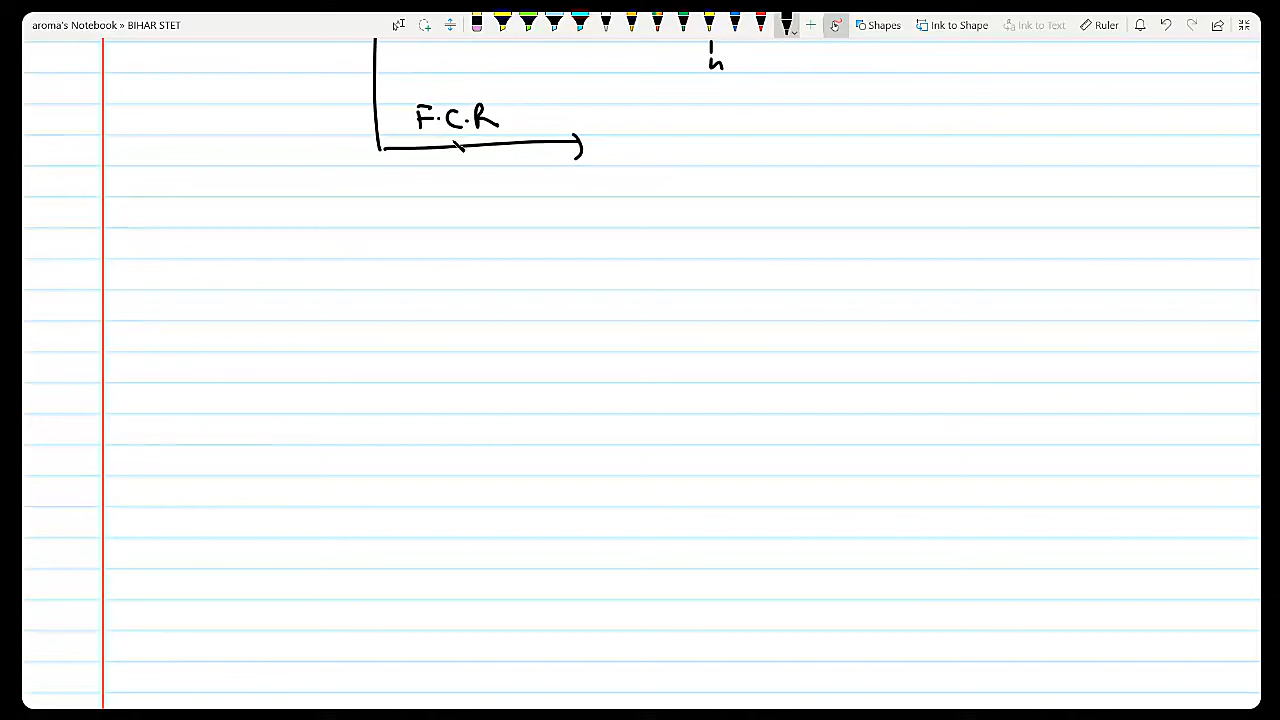 aroma's Notebook » BIHAR STET
Shapes
Ink to Shape
Ink to Text
Ruler
h
F.C.R